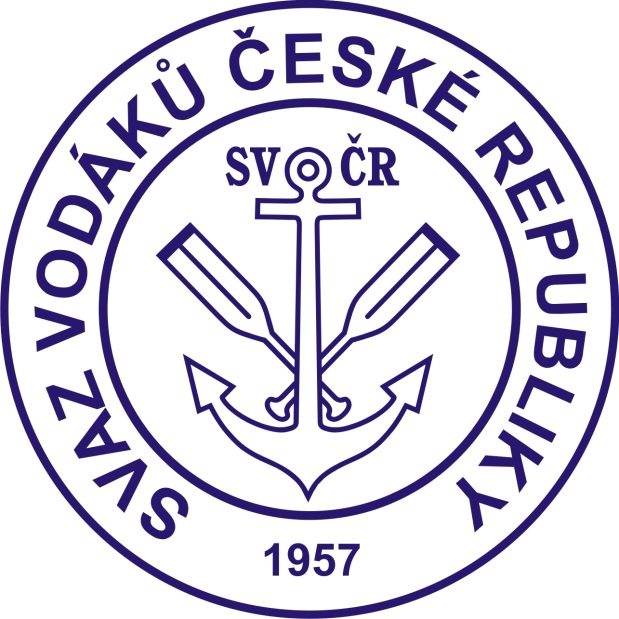 SVAZ VODÁKŮ ČESKÉ REPUBLIKY
SV ČR
1957